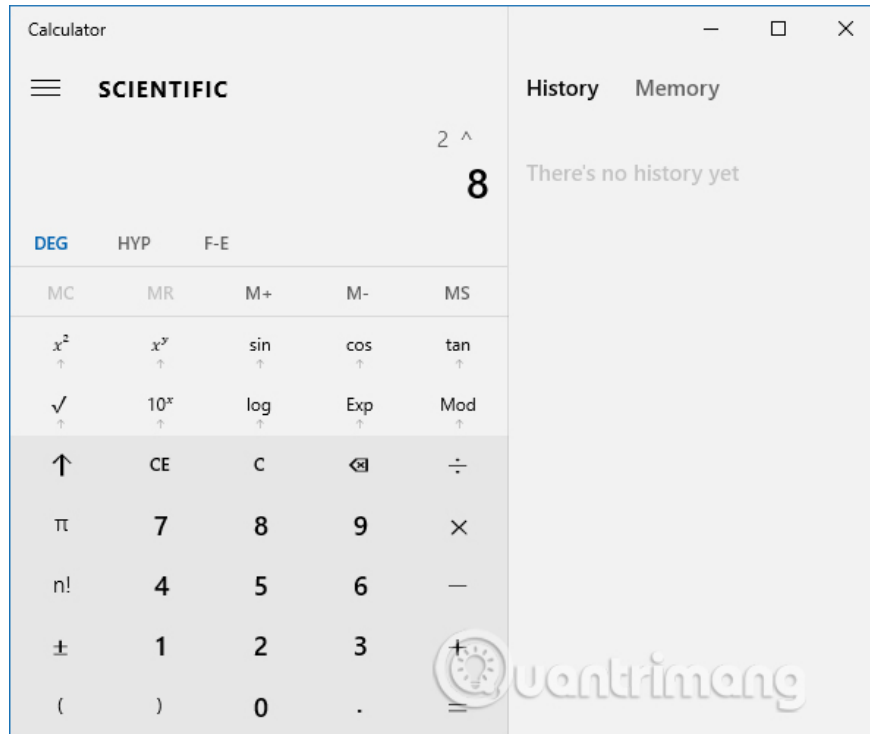 Calculator
SCIENTIFIC
History Memory
2 ^
8
There's no history yet
DEG HYP F-E
MC MR M+ M- MS
x² xʸ sin cos tan
√ 10ˣ log Exp Mod
↑ CE C ÷
π 7 8 9 ×
n! 4 5 6 −
± 1 2 3 +
( ) 0 . =
Quantrimang